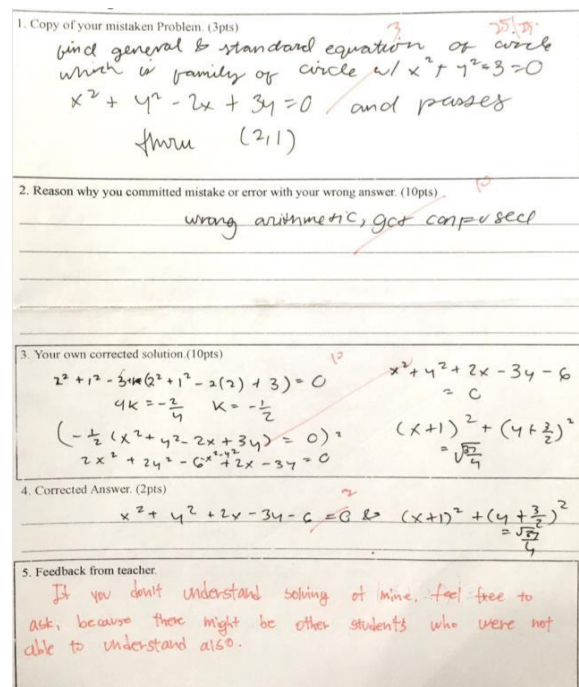 1. Copy of your mistaken Problem. (3pts)
3
25/25
find general & standard equation of circle
which is family of circle w/ x² + y² - 3 = 0
x² + y² - 2x + 3y = 0 and passes
thru (2,1)
2. Reason why you committed mistake or error with your wrong answer. (10pts)
10
wrong arithmetic, got confused
3. Your own corrected solution.(10pts)
10
2² + 1² - 3 + k(2² + 1² - 2(2) + 3) = 0
4k = -2/4 k = -1/2
(-1/2 (x² + y² - 2x + 3y) = 0)²
2x² + 2y² - 6 - x² - y² + 2x - 3y = 0
x² + y² + 2x - 3y - 6
= 0
(x+1)² + (y + 3/2)²
= √37/4
4. Corrected Answer. (2pts)
2
x² + y² + 2x - 3y - 6 = 0 & (x+1)² + (y + 3/2)²
= √37/4
5. Feedback from teacher.
If you don't understand solving of mine, feel free to
ask, because there might be other students who were not
able to understand also.